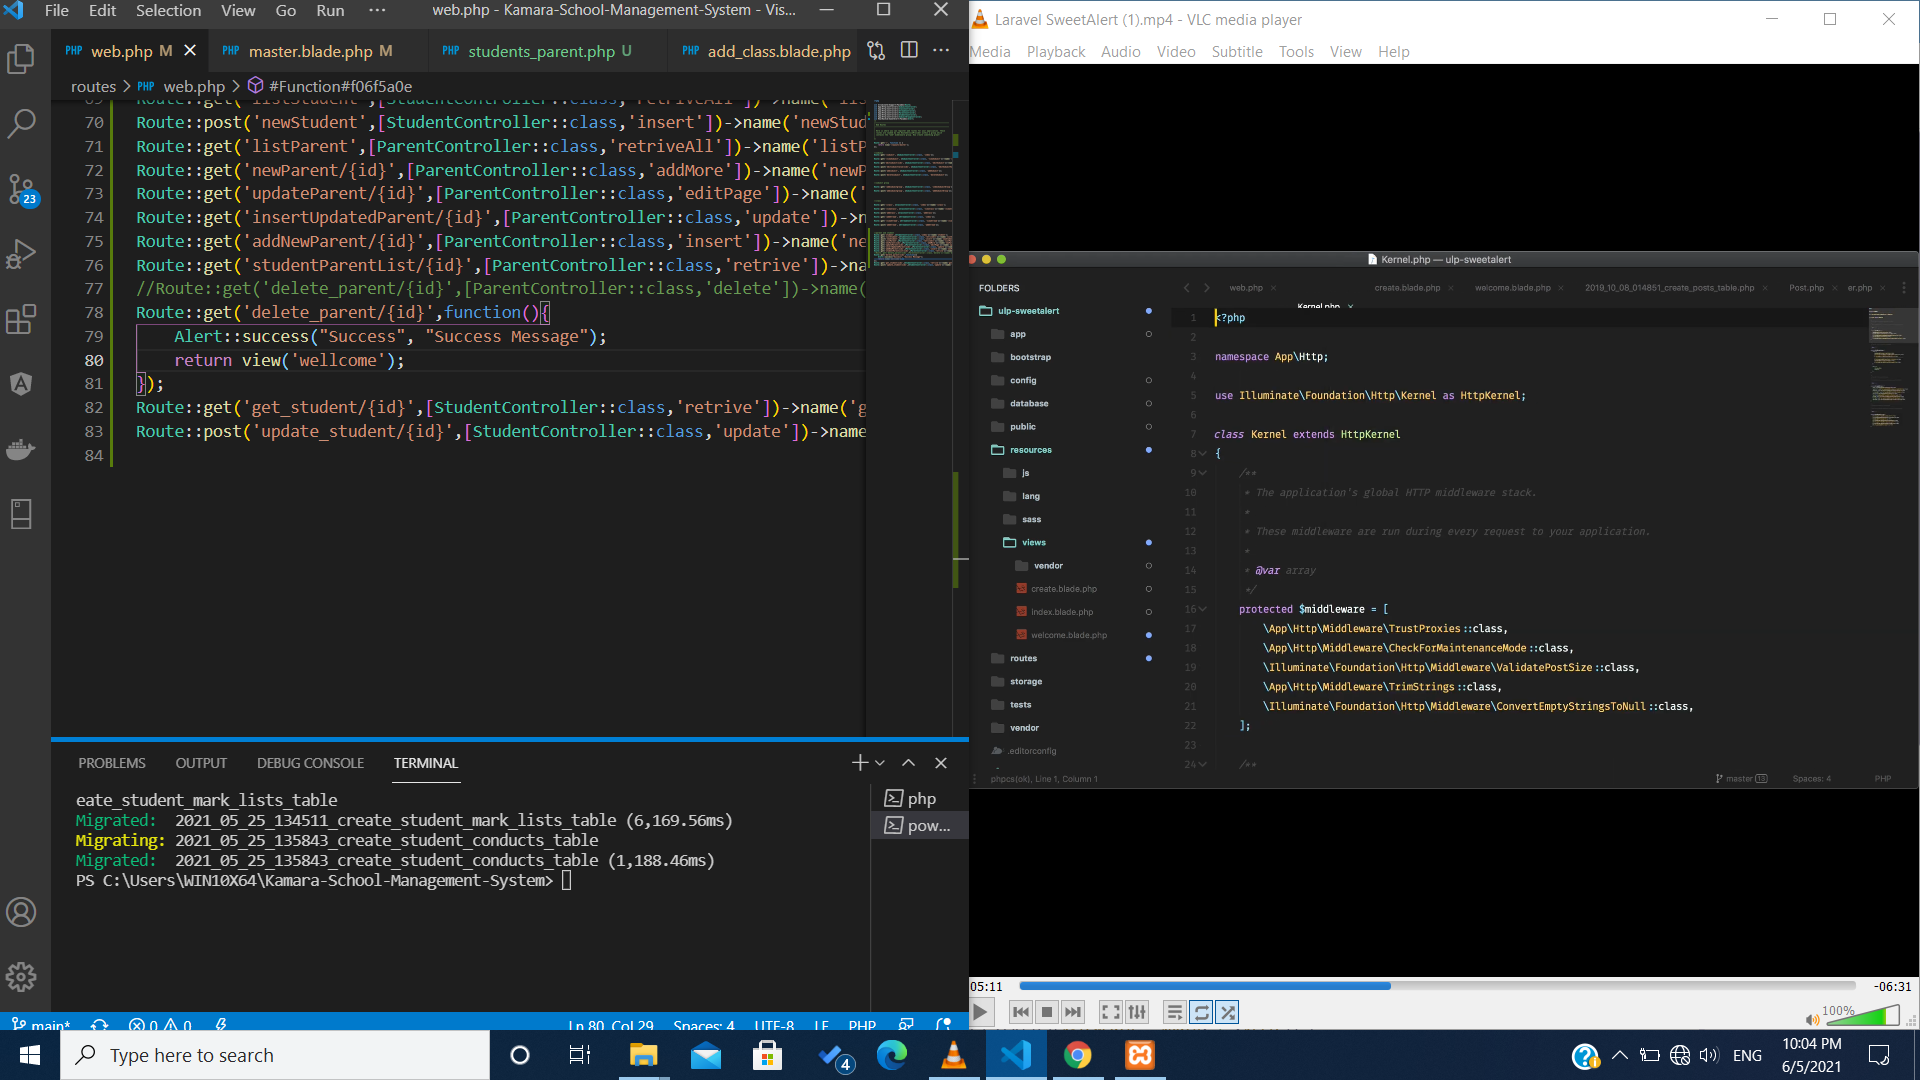 File Edit Selection View Go Run ··· web.php - Kamara-School-Management-System - Vis...
web.php M master.blade.php M students_parent.php U add_class.blade.php
routes > web.php > #Function#f06f5a0e
70 Route::post('newStudent',[StudentController::class,'insert'])->name('newStud
71 Route::get('listParent',[ParentController::class,'retriveAll'])->name('listP
72 Route::get('newParent/{id}',[ParentController::class,'addMore'])->name('newP
73 Route::get('updateParent/{id}',[ParentController::class,'editPage'])->name('
74 Route::get('insertUpdatedParent/{id}',[ParentController::class,'update'])->n
75 Route::get('addNewParent/{id}',[ParentController::class,'insert'])->name('ne
76 Route::get('studentParentList/{id}',[ParentController::class,'retrive'])->na
77 //Route::get('delete_parent/{id}',[ParentController::class,'delete'])->name(
78 Route::get('delete_parent/{id}',function(){
79 Alert::success("Success", "Success Message");
80 return view('wellcome');
81 });
82 Route::get('get_student/{id}',[StudentController::class,'retrive'])->name('g
83 Route::post('update_student/{id}',[StudentController::class,'update'])->name
84
23
PROBLEMS OUTPUT DEBUG CONSOLE TERMINAL
eate_student_mark_lists_table
Migrated: 2021_05_25_134511_create_student_mark_lists_table (6,169.56ms)
Migrating: 2021_05_25_135843_create_student_conducts_table
Migrated: 2021_05_25_135843_create_student_conducts_table (1,188.46ms)
PS C:\Users\WIN10X64\Kamara-School-Management-System>
php
pow...
main* 0 0 Ln 80, Col 29 Spaces: 4 UTF-8 LF PHP
Laravel SweetAlert (1).mp4 - VLC media player
Media Playback Audio Video Subtitle Tools View Help
Kernel.php — ulp-sweetalert
FOLDERS
ulp-sweetalert
app
bootstrap
config
database
public
resources
js
lang
sass
views
vendor
create.blade.php
index.blade.php
welcome.blade.php
routes
storage
tests
vendor
.editorconfig
web.php create.blade.php welcome.blade.php 2019_10_08_014851_create_posts_table.php Post.php er.php
Kernel.php
1 <?php
2
3 namespace App\Http;
4
5 use Illuminate\Foundation\Http\Kernel as HttpKernel;
6
7 class Kernel extends HttpKernel
8 {
9 /**
10 * The application's global HTTP middleware stack.
11 *
12 * These middleware are run during every request to your application.
13 *
14 * @var array
15 */
16 protected $middleware = [
17 \App\Http\Middleware\TrustProxies::class,
18 \App\Http\Middleware\CheckForMaintenanceMode::class,
19 \Illuminate\Foundation\Http\Middleware\ValidatePostSize::class,
20 \App\Http\Middleware\TrimStrings::class,
21 \Illuminate\Foundation\Http\Middleware\ConvertEmptyStringsToNull::class,
22 ];
23
24 /**
phpcs(ok), Line 1, Column 1 master 13 Spaces: 4 PHP
05:11 -06:31
100%
Type here to search
4
ENG
10:04 PM
6/5/2021